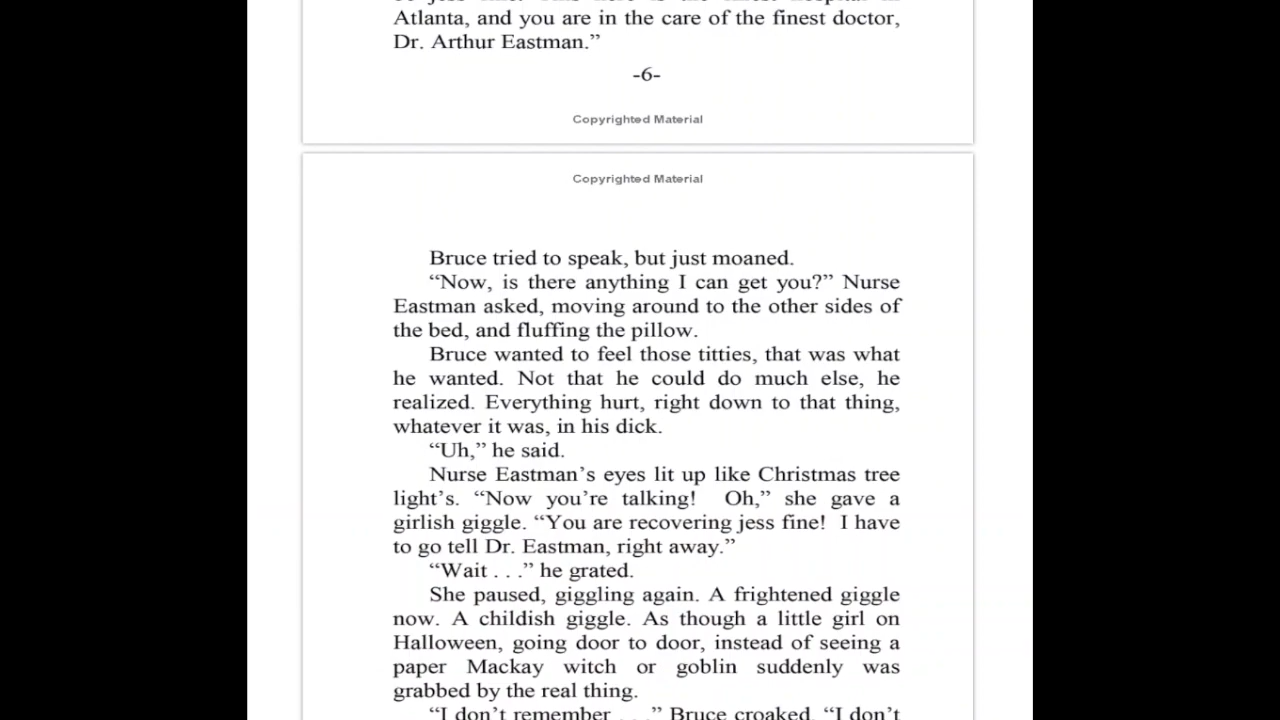 Atlanta, and you are in the care of the finest doctor,
Dr. Arthur Eastman.”
-6-
Copyrighted Material
Copyrighted Material
Bruce tried to speak, but just moaned.
“Now, is there anything I can get you?” Nurse
Eastman asked, moving around to the other sides of
the bed, and fluffing the pillow.
Bruce wanted to feel those titties, that was what
he wanted. Not that he could do much else, he
realized. Everything hurt, right down to that thing,
whatever it was, in his dick.
“Uh,” he said.
Nurse Eastman’s eyes lit up like Christmas tree
light’s. “Now you’re talking! Oh,” she gave a
girlish giggle. “You are recovering jess fine! I have
to go tell Dr. Eastman, right away.”
“Wait . . .” he grated.
She paused, giggling again. A frightened giggle
now. A childish giggle. As though a little girl on
Halloween, going door to door, instead of seeing a
paper Mackay witch or goblin suddenly was
grabbed by the real thing.
“I don’t remember . . .” Bruce croaked. “I don’t